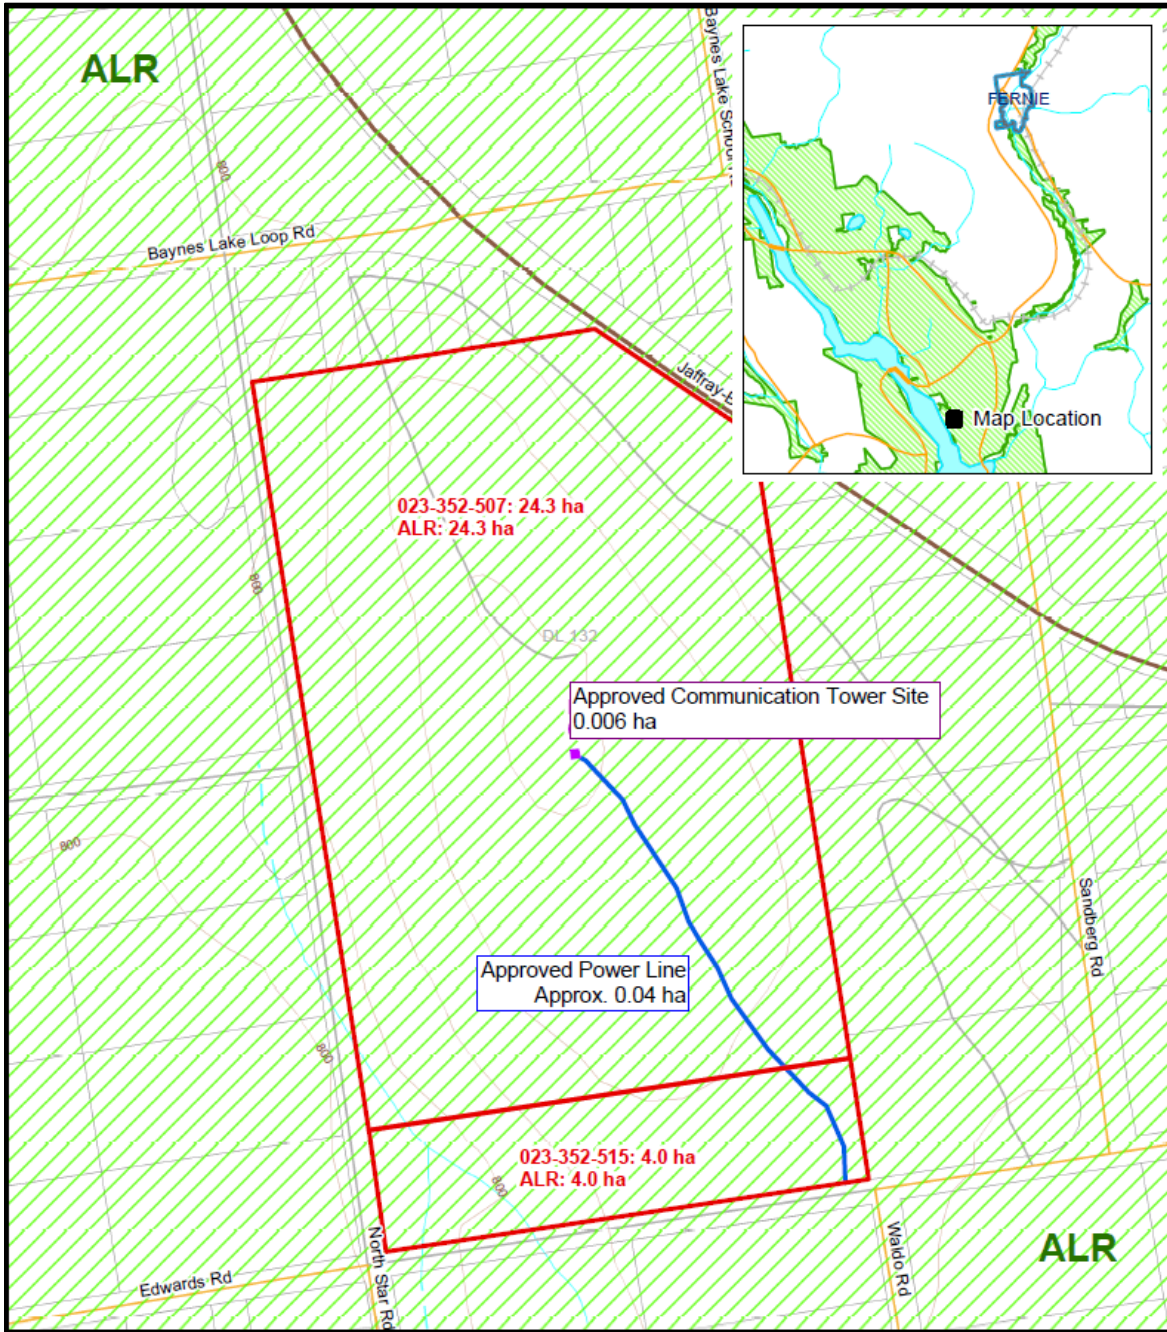 ALR
Baynes Lake School R
FERNIE
Map Location
800
Baynes Lake Loop Rd
Jaffray-B
023-352-507: 24.3 ha
ALR: 24.3 ha
800
DL 132
Approved Communication Tower Site
0.006 ha
800
Sandberg Rd
Approved Power Line
Approx. 0.04 ha
800
023-352-515: 4.0 ha
ALR: 4.0 ha
800
North Star Rd
Waldo Rd
ALR
Edwards Rd